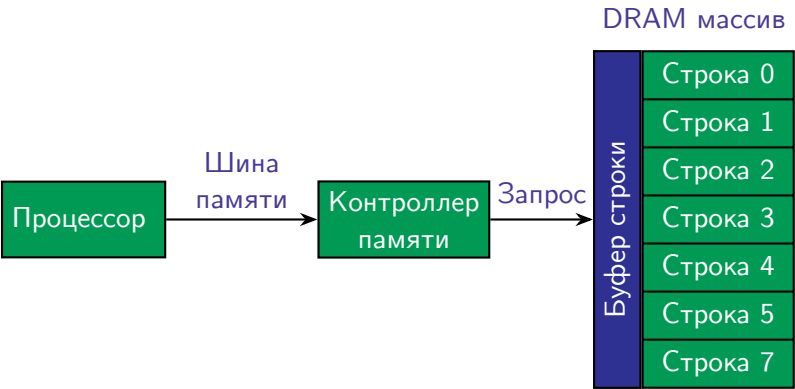 DRAM массив
Процессор
Шина
памяти
Контроллер
памяти
Запрос
Буфер строки
Строка 0
Строка 1
Строка 2
Строка 3
Строка 4
Строка 5
Строка 7